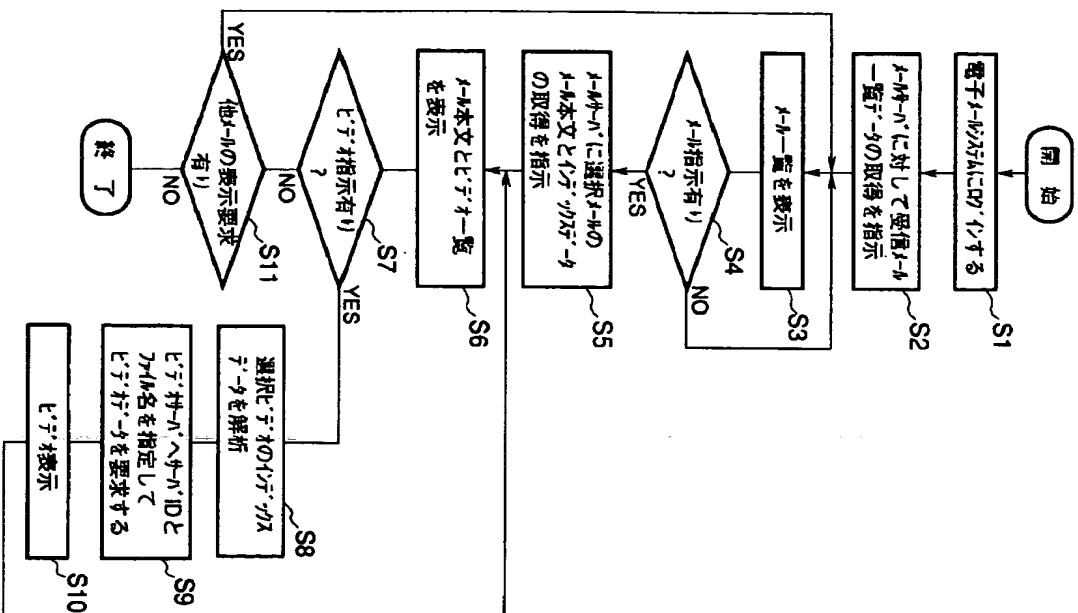 開 始
電子メールシステムにログインする
S1
メールサーバに対して受信メール
一覧データの取得を指示
S2
メール一覧を表示
S3
メール指示有り
?
S4
NO
YES
メールサーバに選択メールの
メール本文とインデックスデータ
の取得を指示
S5
メール本文とビデオ一覧
を表示
S6
ビデオ指示有り
?
S7
YES
NO
選択ビデオのインデックス
データを解析
S8
ビデオサーバへサーバIDと
ファイル名を指定して
ビデオデータを要求する
S9
ビデオ表示
S10
他メールの表示要求
有り
S11
YES
NO
終 了